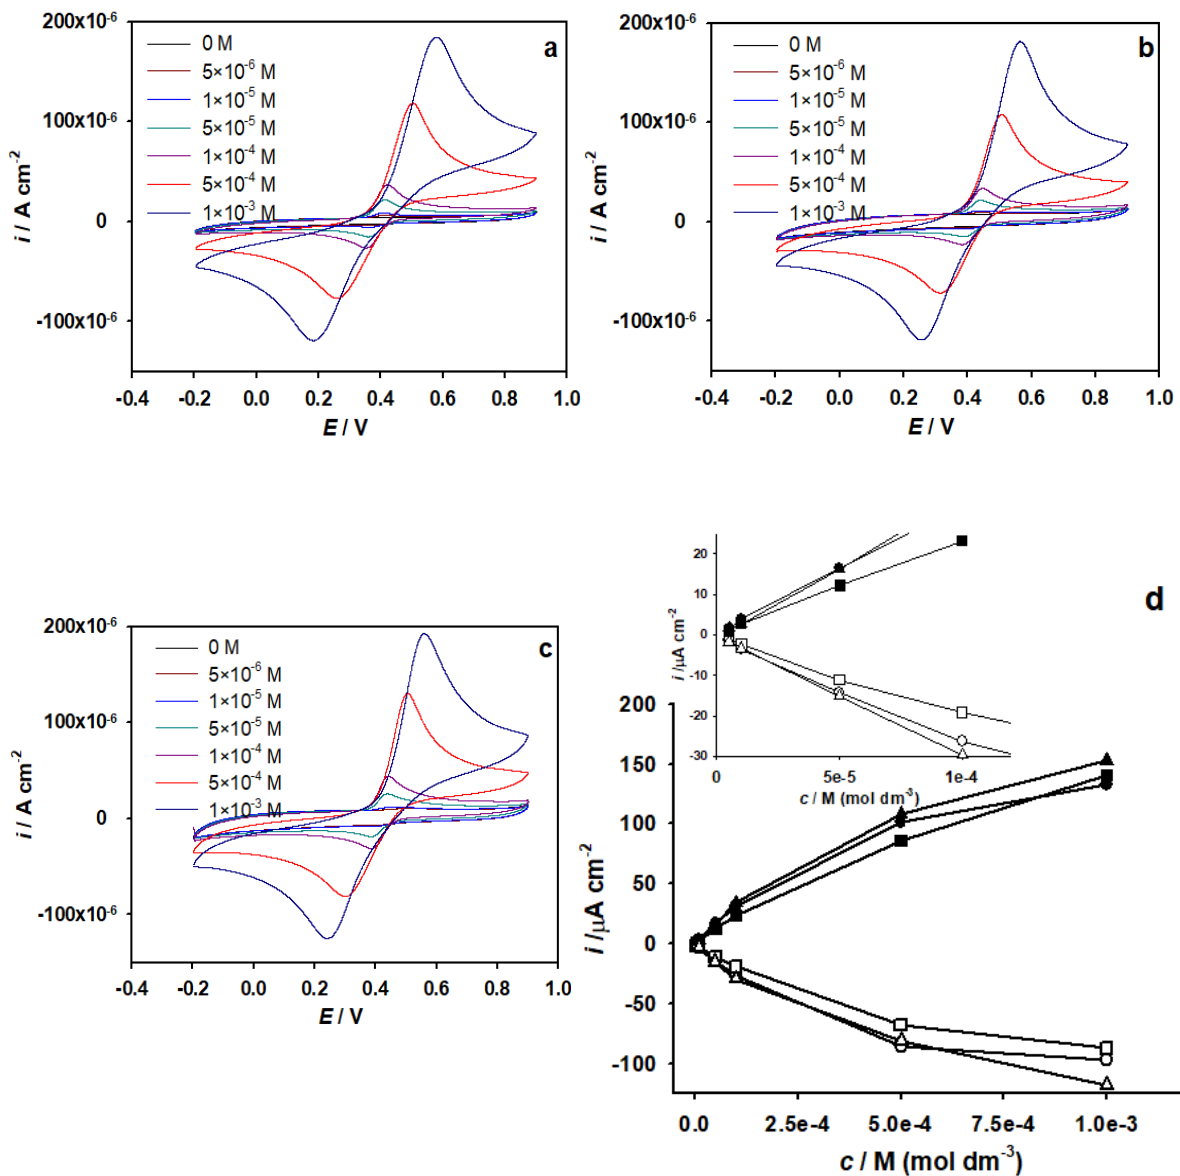 200x10-6
100x10-6
0
-100x10-6
i / A cm-2
0 M
5×10-6 M
1×10-5 M
5×10-5 M
1×10-4 M
5×10-4 M
1×10-3 M
a
-0.4 -0.2 0.0 0.2 0.4 0.6 0.8 1.0
E / V
200x10-6
100x10-6
0
-100x10-6
i / A cm-2
0 M
5×10-6 M
1×10-5 M
5×10-5 M
1×10-4 M
5×10-4 M
1×10-3 M
b
-0.4 -0.2 0.0 0.2 0.4 0.6 0.8 1.0
E / V
200x10-6
100x10-6
0
-100x10-6
i / A cm-2
0 M
5×10-6 M
1×10-5 M
5×10-5 M
1×10-4 M
5×10-4 M
1×10-3 M
c
-0.4 -0.2 0.0 0.2 0.4 0.6 0.8 1.0
E / V
20
10
0
-10
-20
-30
i /µA cm-2
0 5e-5 1e-4
c / M (mol dm-3)
d
200
150
100
50
0
-50
-100
i /µA cm-2
0.0 2.5e-4 5.0e-4 7.5e-4 1.0e-3
c / M (mol dm-3)